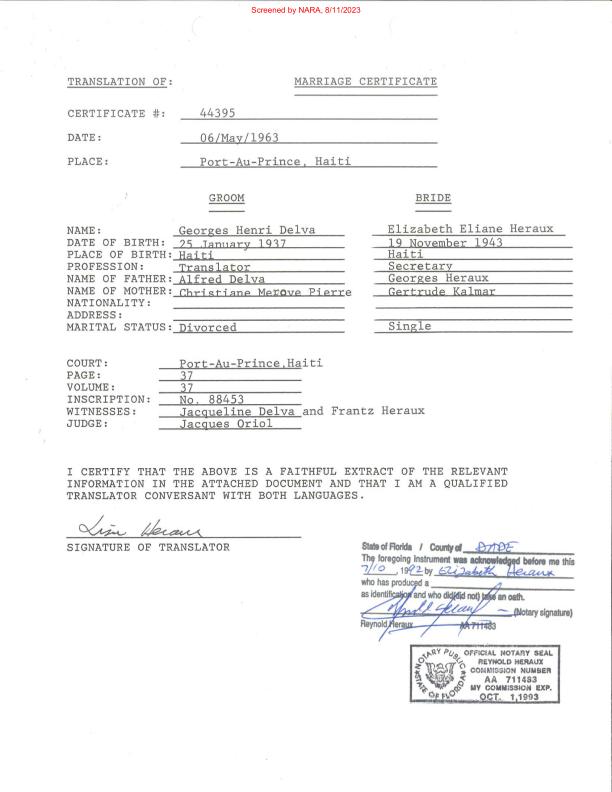 Screened by NARA, 8/11/2023
TRANSLATION OF: MARRIAGE CERTIFICATE
CERTIFICATE #: 44395
DATE: 06/May/1963
PLACE: Port-Au-Prince, Haiti
GROOM BRIDE
NAME: Georges Henri Delva Elizabeth Eliane Heraux
DATE OF BIRTH: 25 January 1937 19 November 1943
PLACE OF BIRTH: Haiti Haiti
PROFESSION: Translator Secretary
NAME OF FATHER: Alfred Delva Georges Heraux
NAME OF MOTHER: Christiane Merove Pierre Gertrude Kalmar
NATIONALITY:
ADDRESS:
MARITAL STATUS: Divorced Single
COURT: Port-Au-Prince,Haiti
PAGE: 37
VOLUME: 37
INSCRIPTION: No. 88453
WITNESSES: Jacqueline Delva and Frantz Heraux
JUDGE: Jacques Oriol
I CERTIFY THAT THE ABOVE IS A FAITHFUL EXTRACT OF THE RELEVANT
INFORMATION IN THE ATTACHED DOCUMENT AND THAT I AM A QUALIFIED
TRANSLATOR CONVERSANT WITH BOTH LANGUAGES.
Heraux
SIGNATURE OF TRANSLATOR
State of Florida / County of DADE
The foregoing instrument was acknowledged before me this
7/10, 1992 by Elizabeth Heraux
who has produced a
as identification and who did(did not) take an oath.
Reynold Heraux (Notary signature)
Reynold Heraux AA 711483
NOTARY PUBLIC
STATE OF FLORIDA
OFFICIAL NOTARY SEAL
REYNOLD HERAUX
COMMISSION NUMBER
AA 711483
MY COMMISSION EXP.
OCT. 1,1993